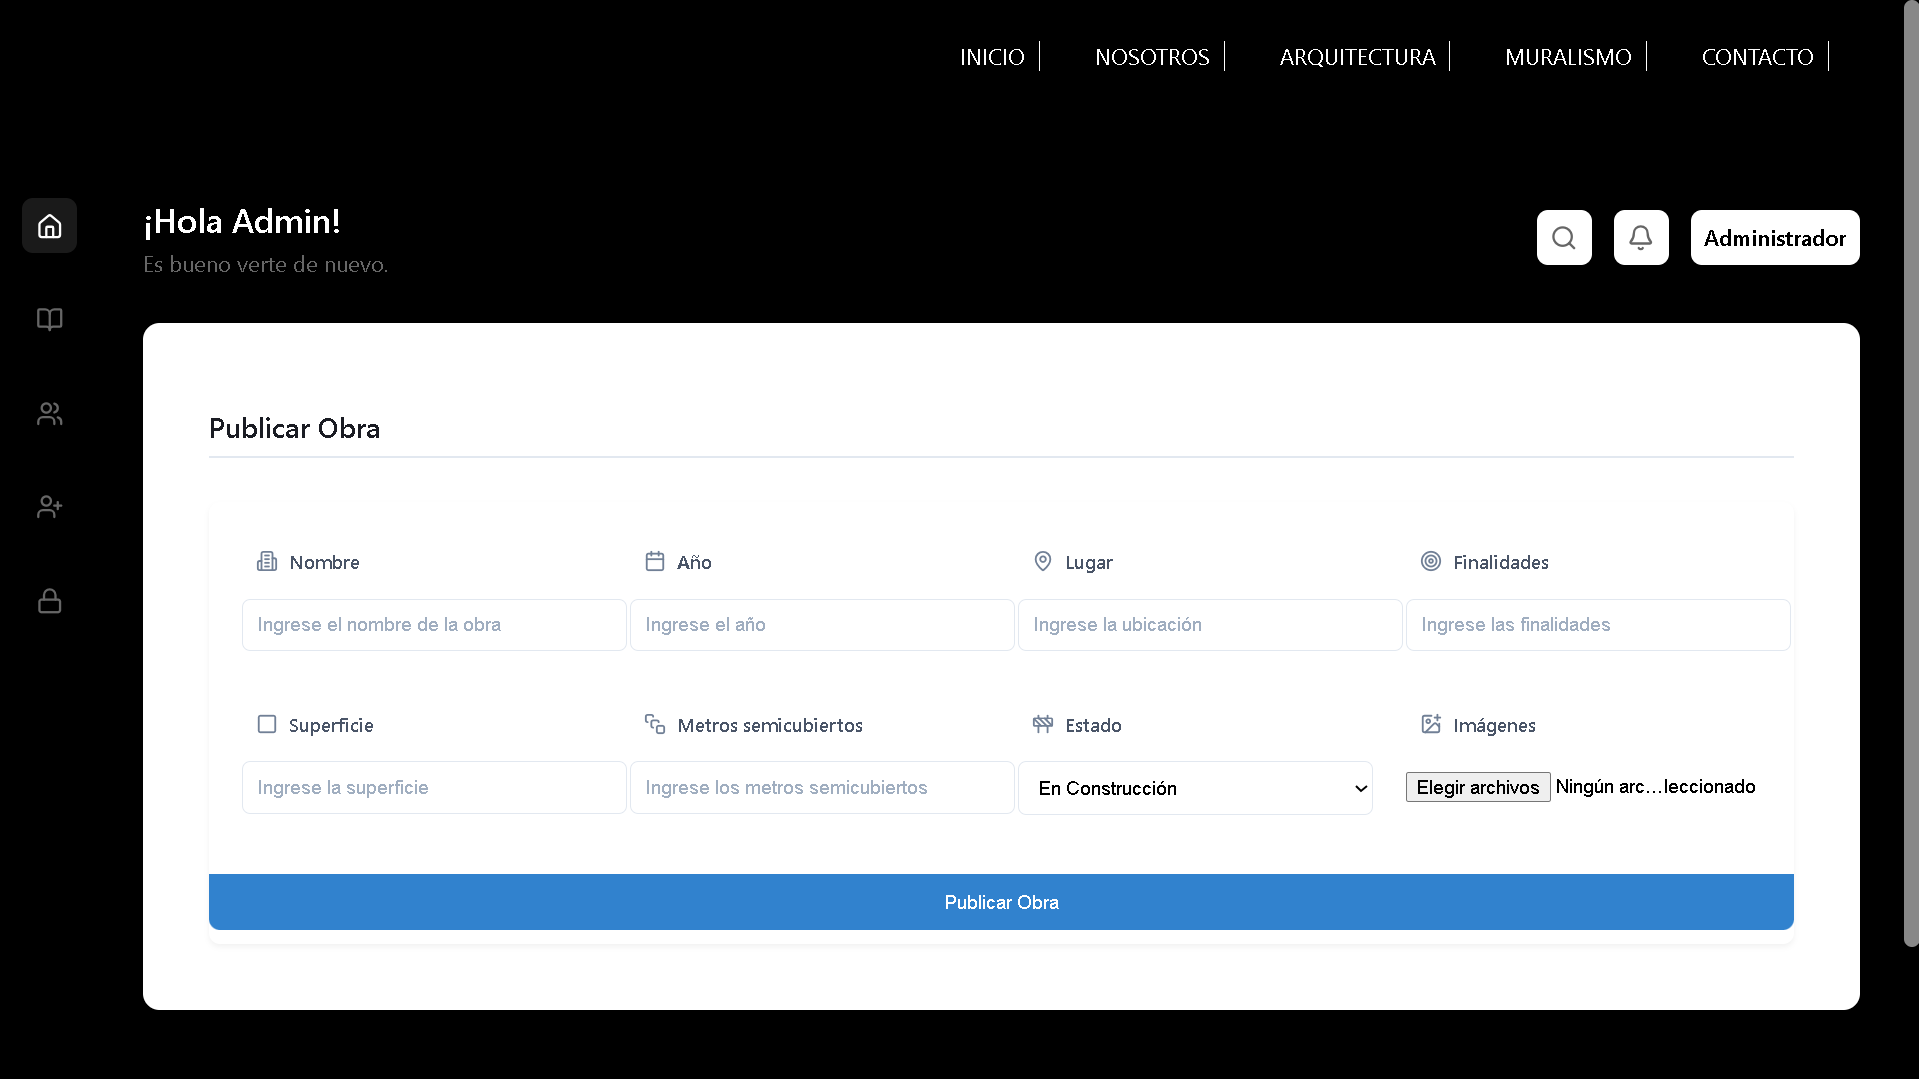 INICIO
NOSOTROS
ARQUITECTURA
MURALISMO
CONTACTO
¡Hola Admin!
Es bueno verte de nuevo.
Administrador
Publicar Obra
Nombre
Año
Lugar
Finalidades
Ingrese el nombre de la obra
Ingrese el año
Ingrese la ubicación
Ingrese las finalidades
Superficie
Metros semicubiertos
Estado
Imágenes
Ingrese la superficie
Ingrese los metros semicubiertos
En Construcción
Elegir archivos Ningún arc...leccionado
Publicar Obra